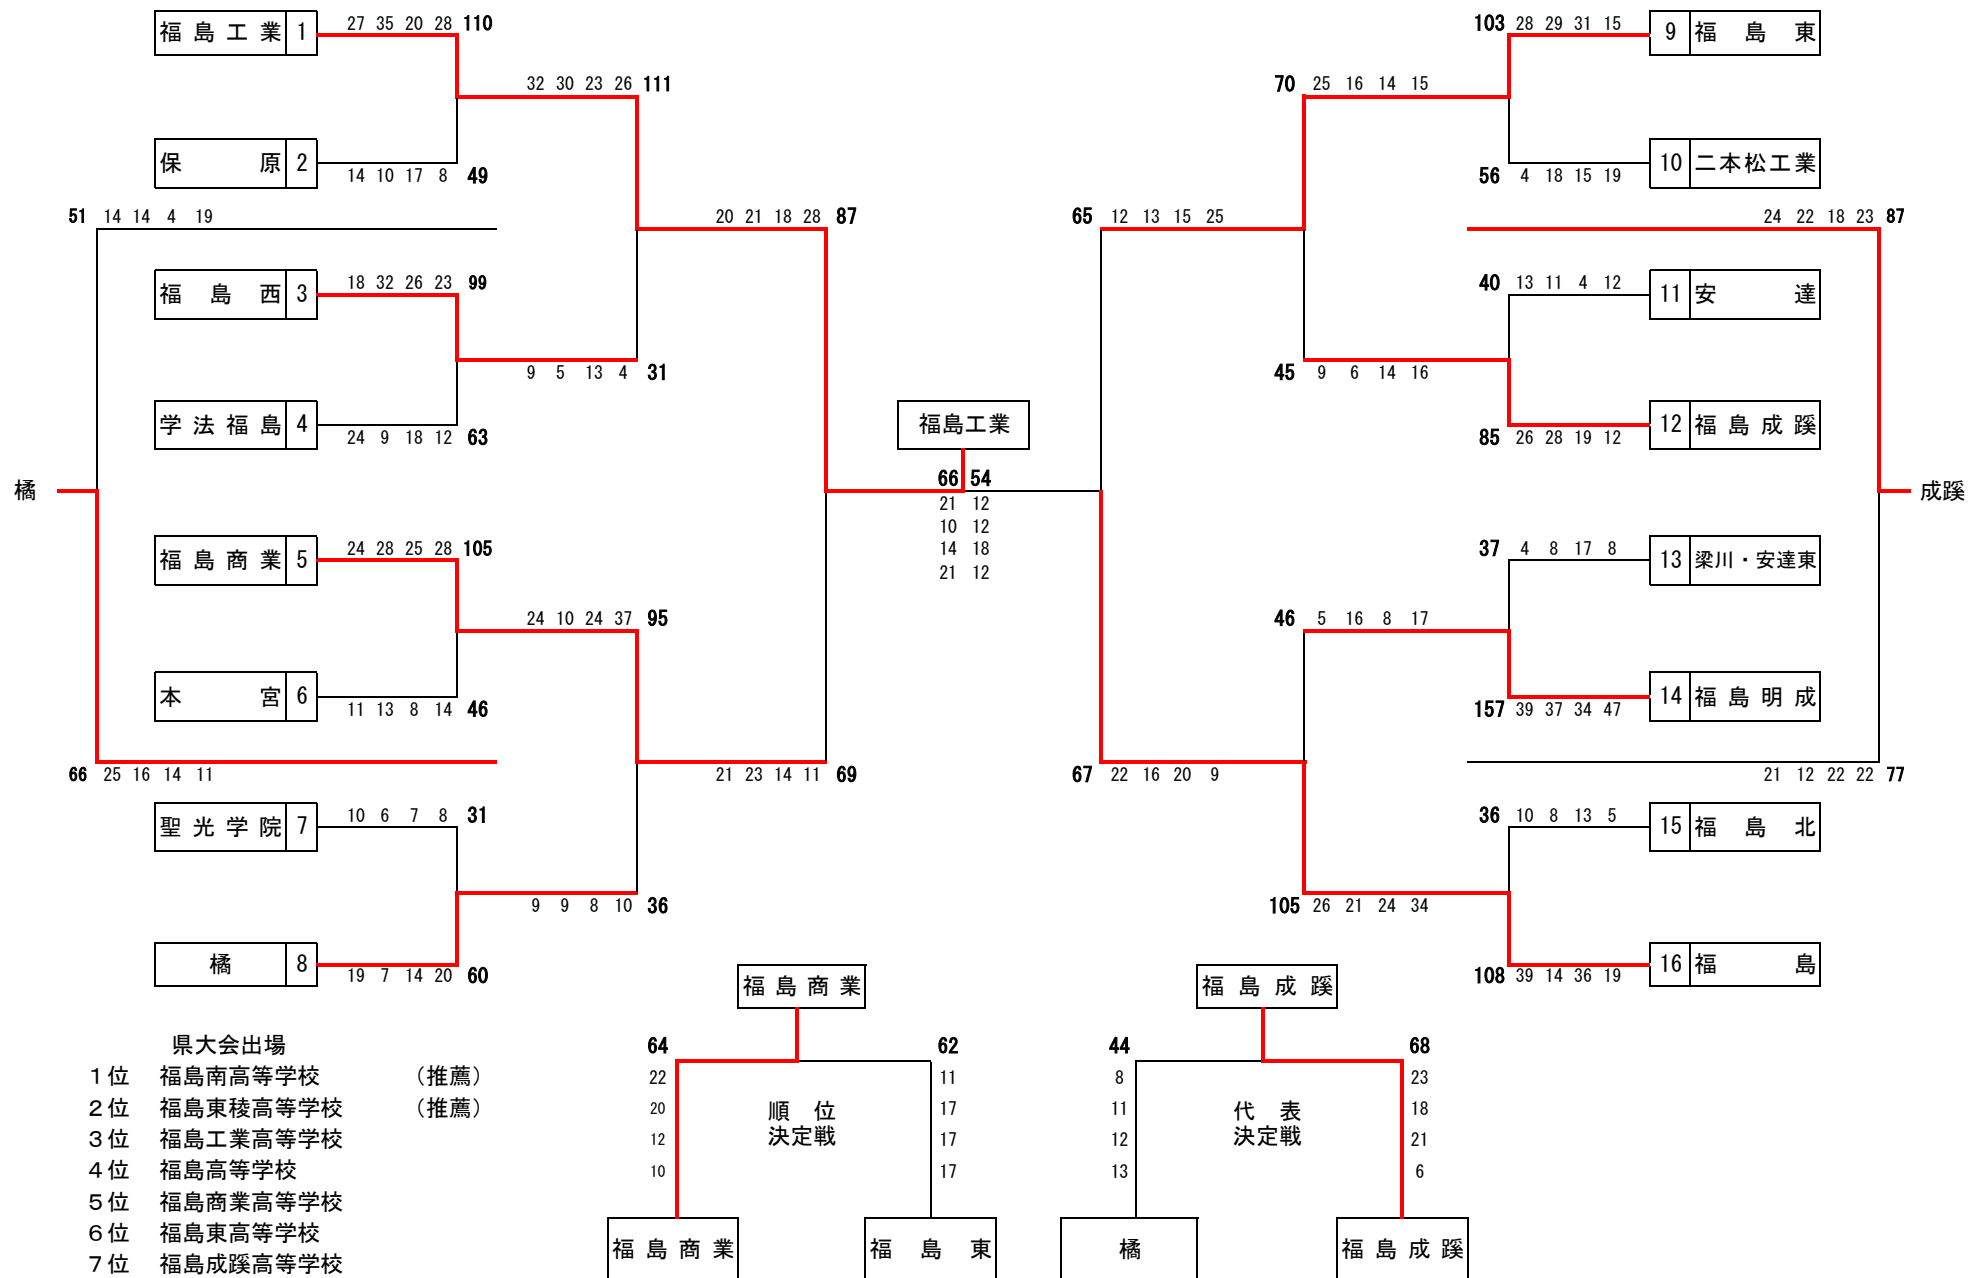 福島工業 1 27 35 20 28 110
103 28 29 31 15 9 福島東
32 30 23 26 111
70 25 16 14 15
保原 2 14 10 17 8 49
56 4 18 15 19 10 二本松工業
51 14 14 4 19
20 21 18 28 87
65 12 13 15 25
24 22 18 23 87
福島西 3 18 32 26 23 99
40 13 11 4 12 11 安達
9 5 13 4 31
45 9 6 14 16
学法福島 4 24 9 18 12 63
福島工業
85 26 28 19 12 12 福島成蹊
橘
66 54
21 12
10 12
14 18
21 12
成蹊
福島商業 5 24 28 25 28 105
37 4 8 17 8 13 梁川・安達東
24 10 24 37 95
46 5 16 8 17
本宮 6 11 13 8 14 46
157 39 37 34 47 14 福島明成
66 25 16 14 11
21 23 14 11 69
67 22 16 20 9
21 12 22 22 77
聖光学院 7 10 6 7 8 31
36 10 8 13 5 15 福島北
9 9 8 10 36
105 26 21 24 34
橘 8 19 7 14 20 60
108 39 14 36 19 16 福島
県大会出場
1位 福島南高等学校 (推薦)
2位 福島東稜高等学校 (推薦)
3位 福島工業高等学校
4位 福島高等学校
5位 福島商業高等学校
6位 福島東高等学校
7位 福島成蹊高等学校
福島商業
64 62
22 11
20 17
12 17
10 17
順位
決定戦
福島商業 福島東
福島成蹊
44 68
8 23
11 18
12 21
13 6
代表
決定戦
橘 福島成蹊